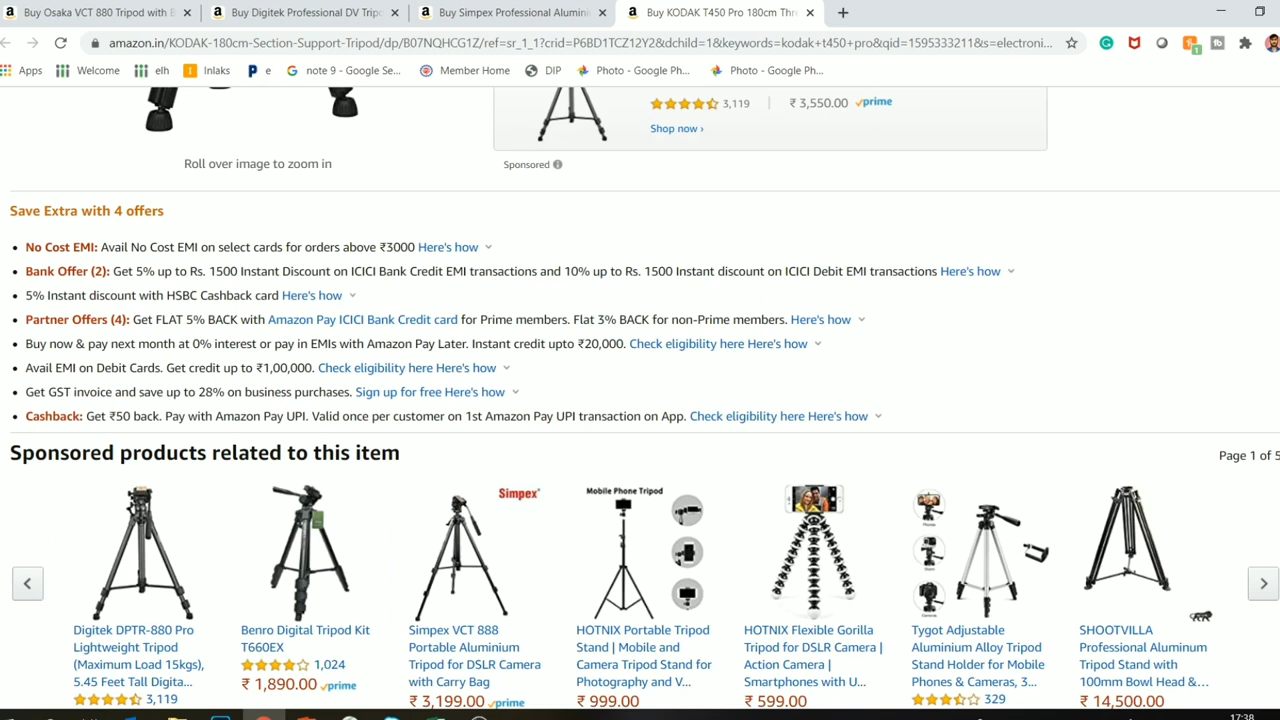 Buy Osaka VCT 880 Tripod with B
Buy Digitek Professional DV Tripo
Buy Simpex Professional Alumini
Buy KODAK T450 Pro 180cm Thre
amazon.in/KODAK-180cm-Section-Support-Tripod/dp/B07NQHCG1Z/ref=sr_1_1?crid=P6BD1TCZ12Y2&dchild=1&keywords=kodak+t450+pro&qid=1595333211&s=electroni...
Apps Welcome elh Inlaks e note 9 - Google Se... Member Home DIP Photo - Google Ph... Photo - Google Ph...
3,119 | ₹ 3,550.00 prime
Shop now ›
Roll over image to zoom in
Sponsored
Save Extra with 4 offers
No Cost EMI: Avail No Cost EMI on select cards for orders above ₹3000 Here's how
Bank Offer (2): Get 5% up to Rs. 1500 Instant Discount on ICICI Bank Credit EMI transactions and 10% up to Rs. 1500 Instant discount on ICICI Debit EMI transactions Here's how
5% Instant discount with HSBC Cashback card Here's how
Partner Offers (4): Get FLAT 5% BACK with Amazon Pay ICICI Bank Credit card for Prime members. Flat 3% BACK for non-Prime members. Here's how
Buy now & pay next month at 0% interest or pay in EMIs with Amazon Pay Later. Instant credit upto ₹20,000. Check eligibility here Here's how
Avail EMI on Debit Cards. Get credit up to ₹1,00,000. Check eligibility here Here's how
Get GST invoice and save up to 28% on business purchases. Sign up for free Here's how
Cashback: Get ₹50 back. Pay with Amazon Pay UPI. Valid once per customer on 1st Amazon Pay UPI transaction on App. Check eligibility here Here's how
Sponsored products related to this item
Page 1 of 5
Simpex
Mobile Phone Tripod
Digitek DPTR-880 Pro
Lightweight Tripod
(Maximum Load 15kgs),
5.45 Feet Tall Digita...
3,119
Benro Digital Tripod Kit
T660EX
1,024
₹ 1,890.00 prime
Simpex VCT 888
Portable Aluminium
Tripod for DSLR Camera
with Carry Bag
₹ 3,199.00 prime
HOTNIX Portable Tripod
Stand | Mobile and
Camera Tripod Stand for
Photography and V...
₹ 999.00
HOTNIX Flexible Gorilla
Tripod for DSLR Camera |
Action Camera |
Smartphones with U...
₹ 599.00
Tygot Adjustable
Aluminium Alloy Tripod
Stand Holder for Mobile
Phones & Cameras, 3...
329
SHOOTVILLA
Professional Aluminum
Tripod Stand with
100mm Bowl Head &...
₹ 14,500.00
17:38